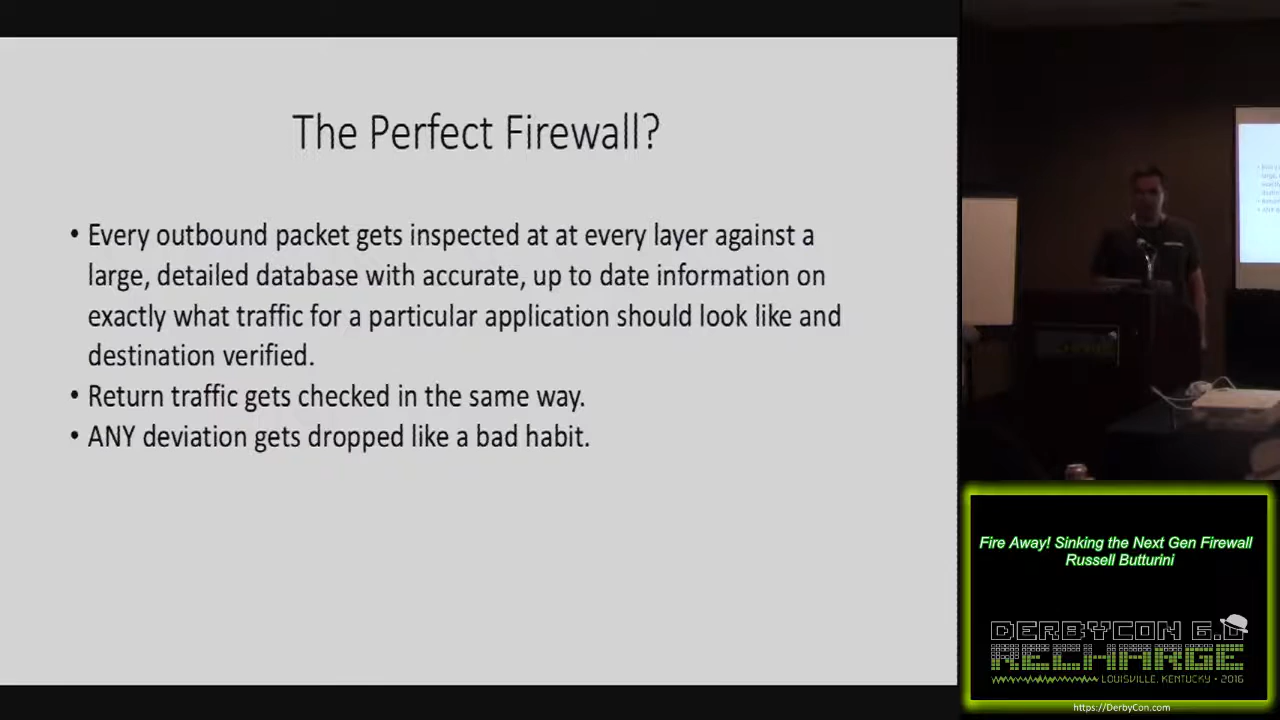 The Perfect Firewall?
• Every outbound packet gets inspected at at every layer against a
large, detailed database with accurate, up to date information on
exactly what traffic for a particular application should look like and
destination verified.
• Return traffic gets checked in the same way.
• ANY deviation gets dropped like a bad habit.
Fire Away! Sinking the Next Gen Firewall
Russell Butturini
DERBYCON 6.0
RECHARGE
LOUISVILLE, KENTUCKY • 2016
https://DerbyCon.com